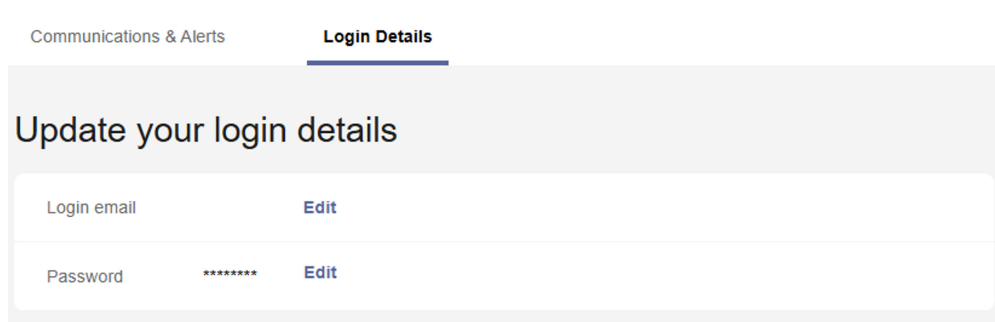 Communications & Alerts Login Details
Update your login details
Login email Edit
Password ******** Edit